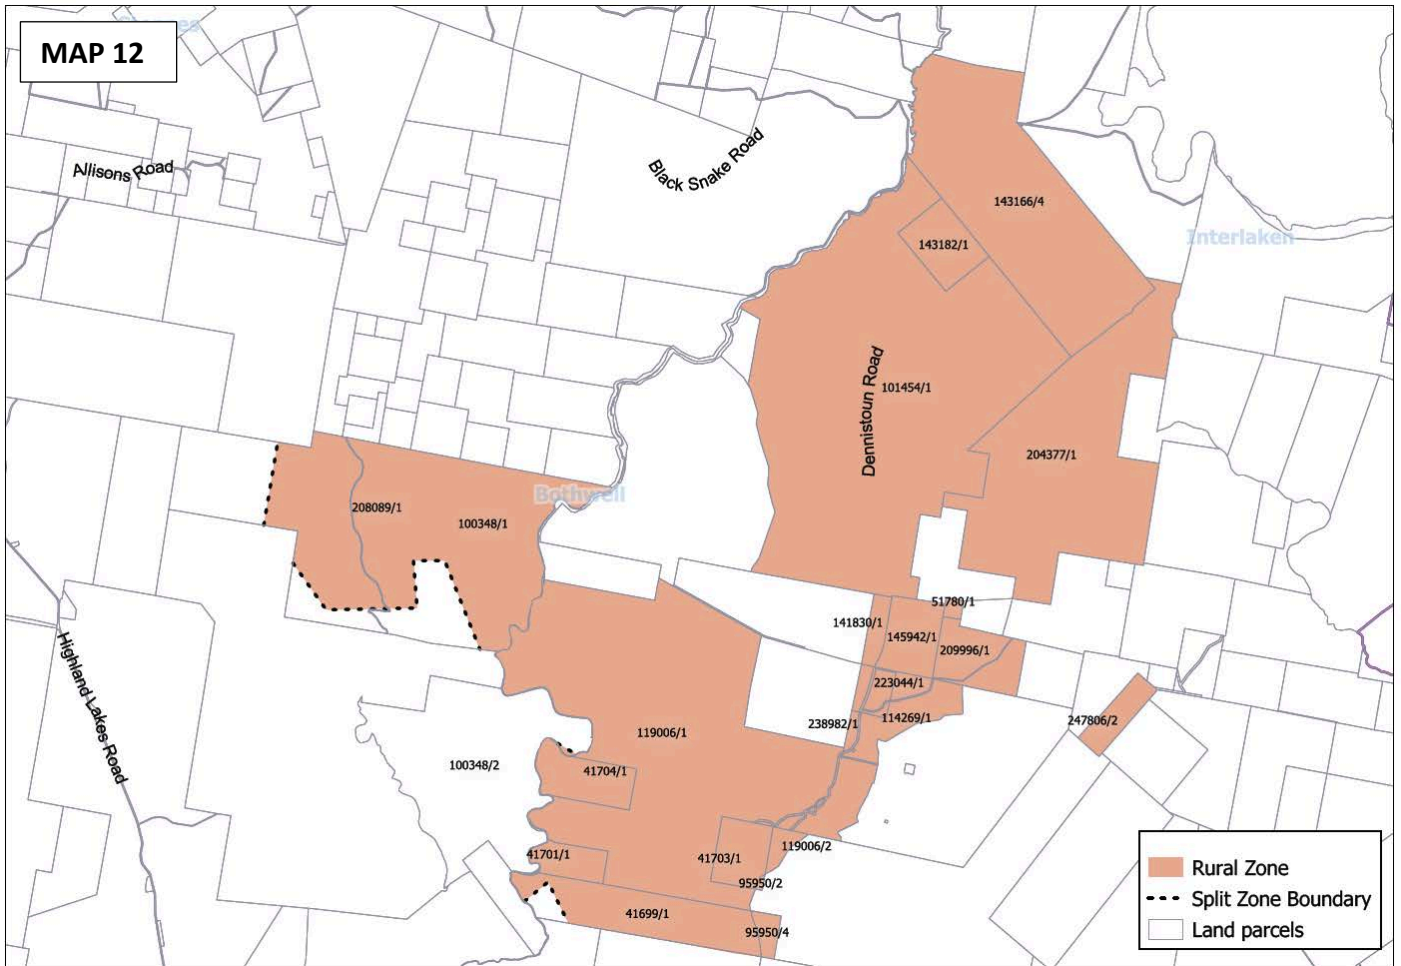 MAP 12
Allisons Road
Black Snake Road
143166/4
143182/1
Interlaken
Dennistoun Road
101454/1
204377/1
Bothwell
208089/1
100348/1
51780/1
141830/1
145942/1
209996/1
223044/1
238982/1
114269/1
247806/2
Highland Lakes Road
119006/1
100348/2
41704/1
119006/2
41701/1
41703/1
95950/2
41699/1
95950/4
Rural Zone
Split Zone Boundary
Land parcels